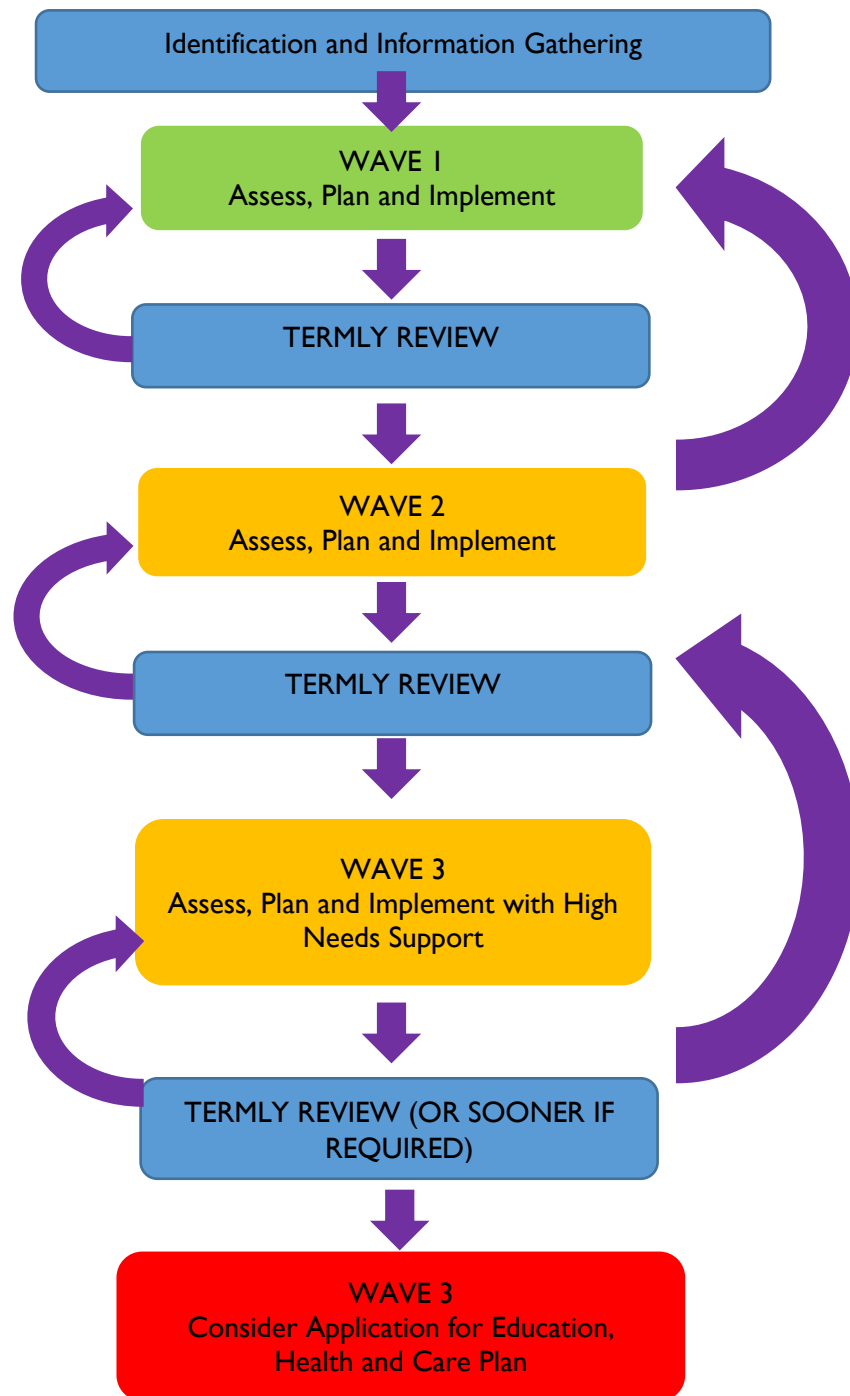 Identification and Information Gathering
WAVE 1
Assess, Plan and Implement
TERMLY REVIEW
WAVE 2
Assess, Plan and Implement
TERMLY REVIEW
WAVE 3
Assess, Plan and Implement with High
Needs Support
TERMLY REVIEW (OR SOONER IF
REQUIRED)
WAVE 3
Consider Application for Education,
Health and Care Plan